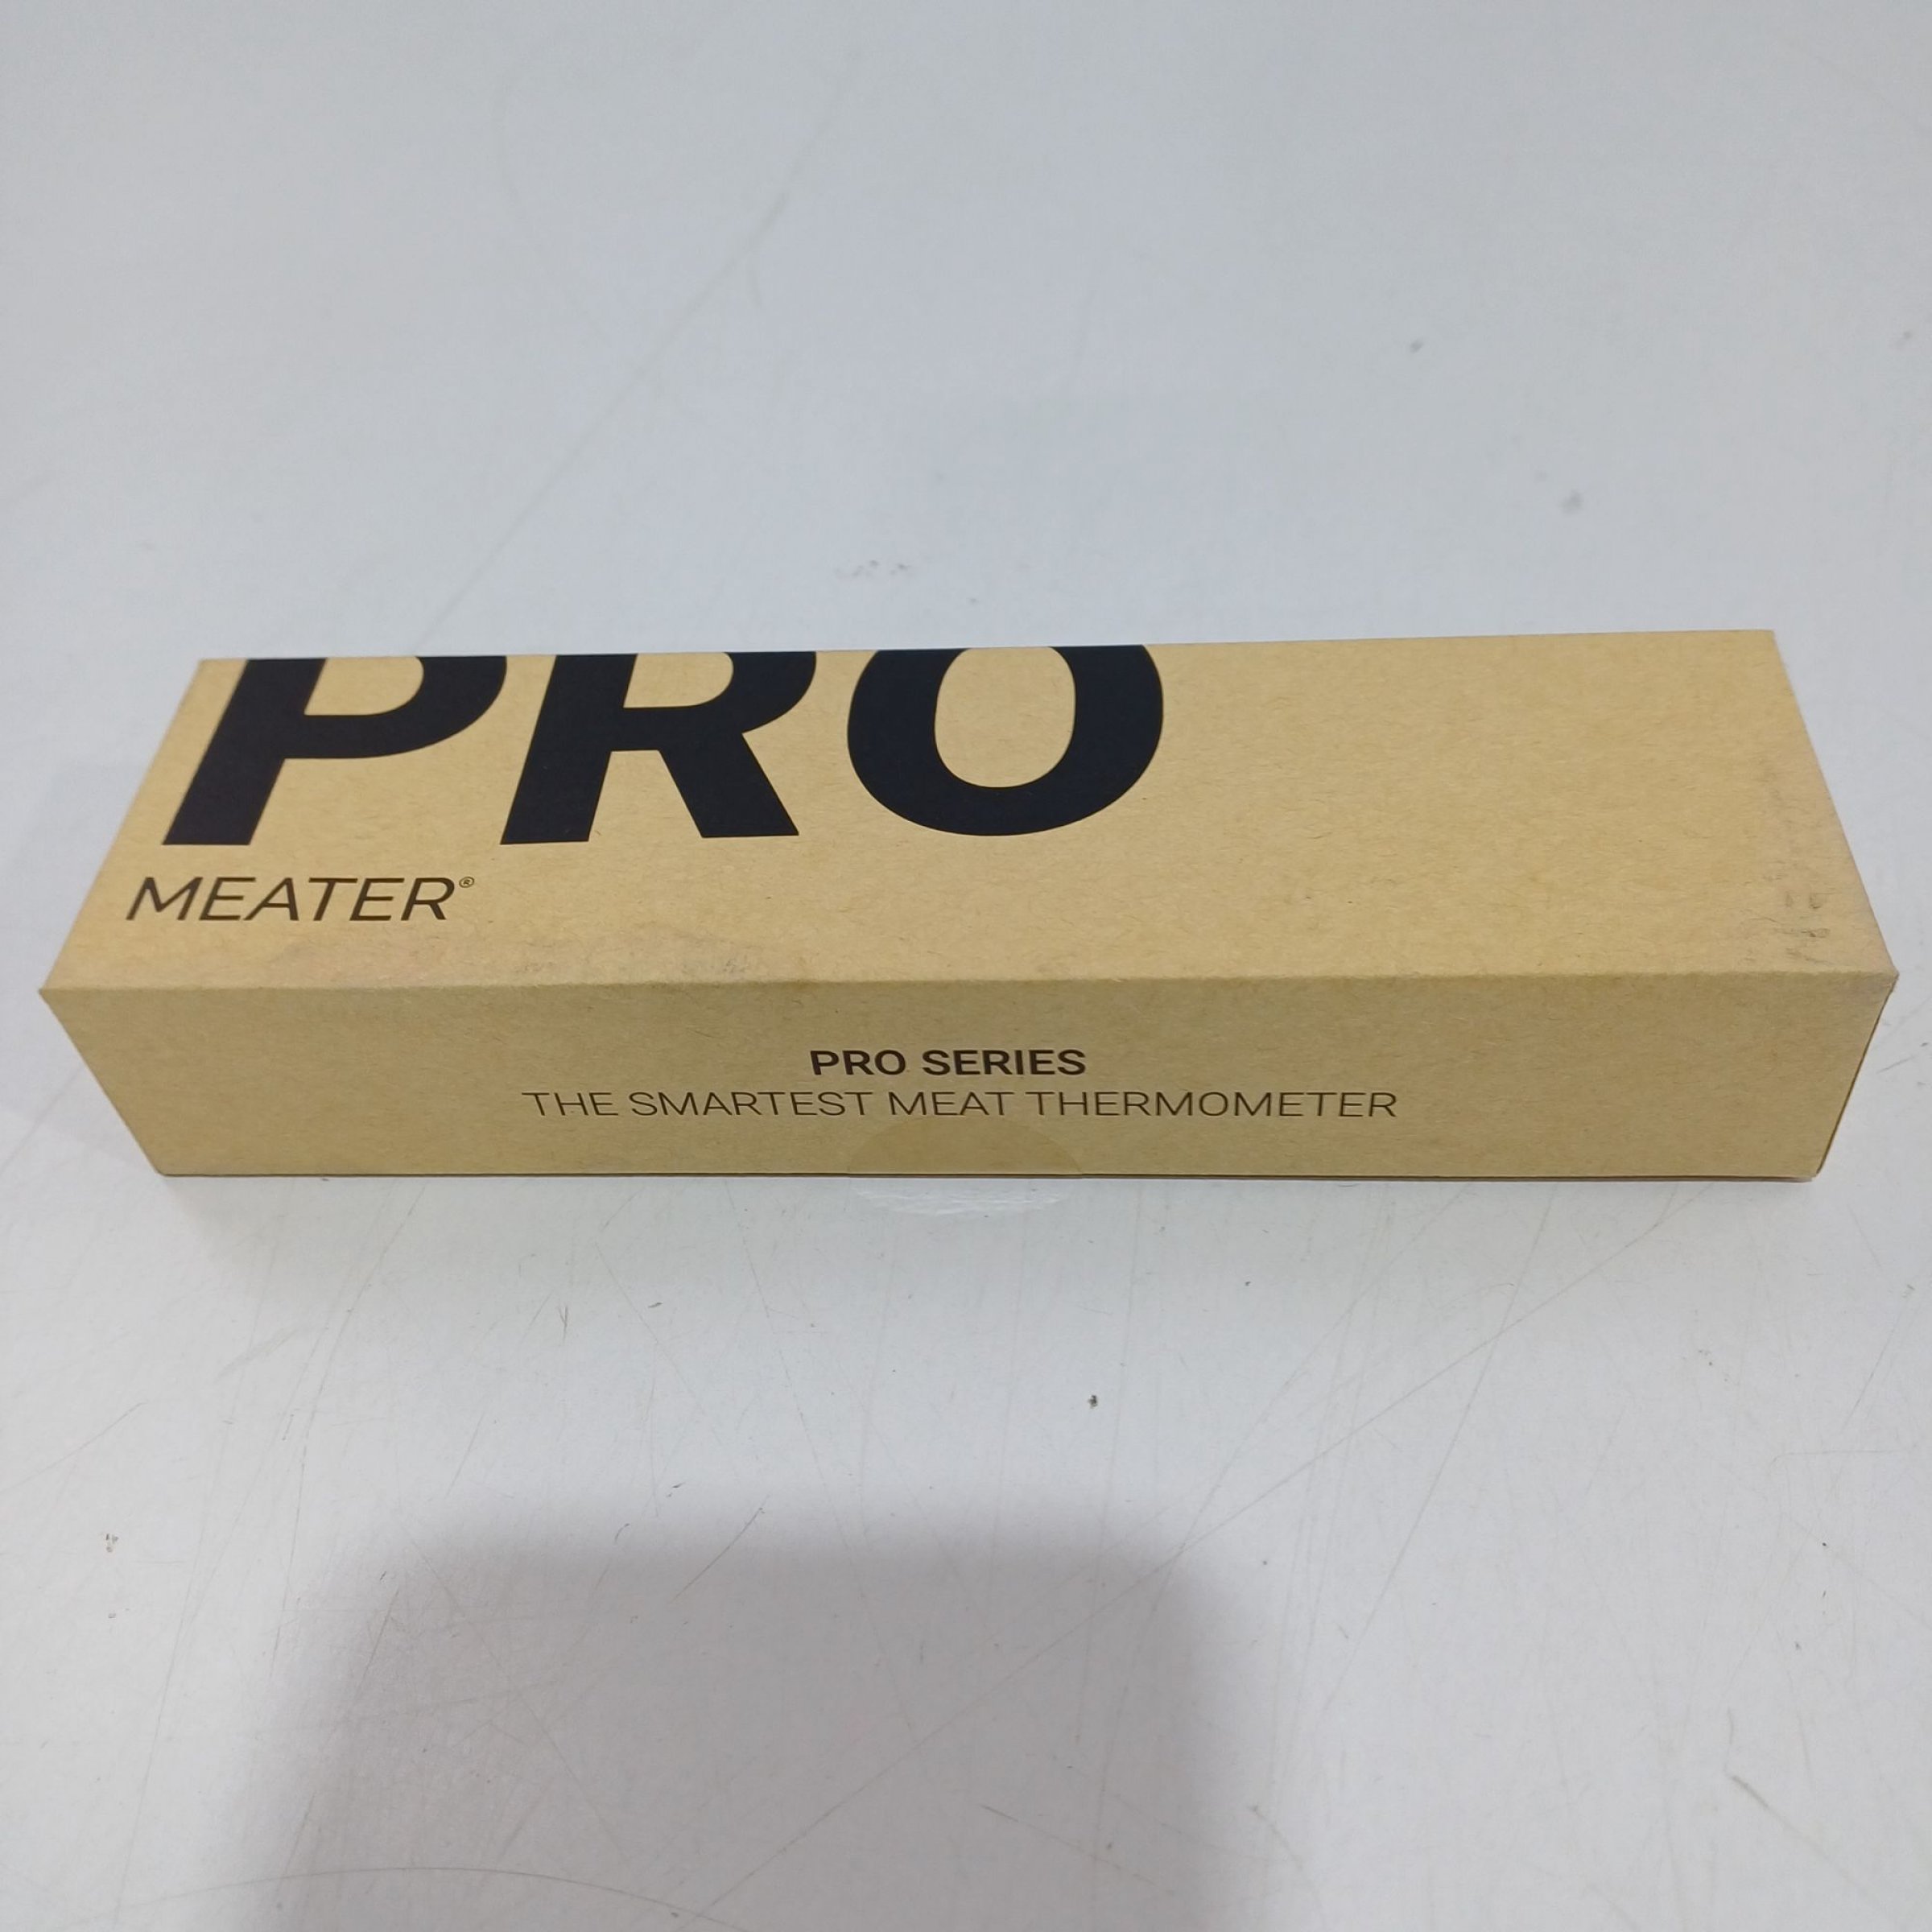 PRO
MEATER®
PRO SERIES
THE SMARTEST MEAT THERMOMETER